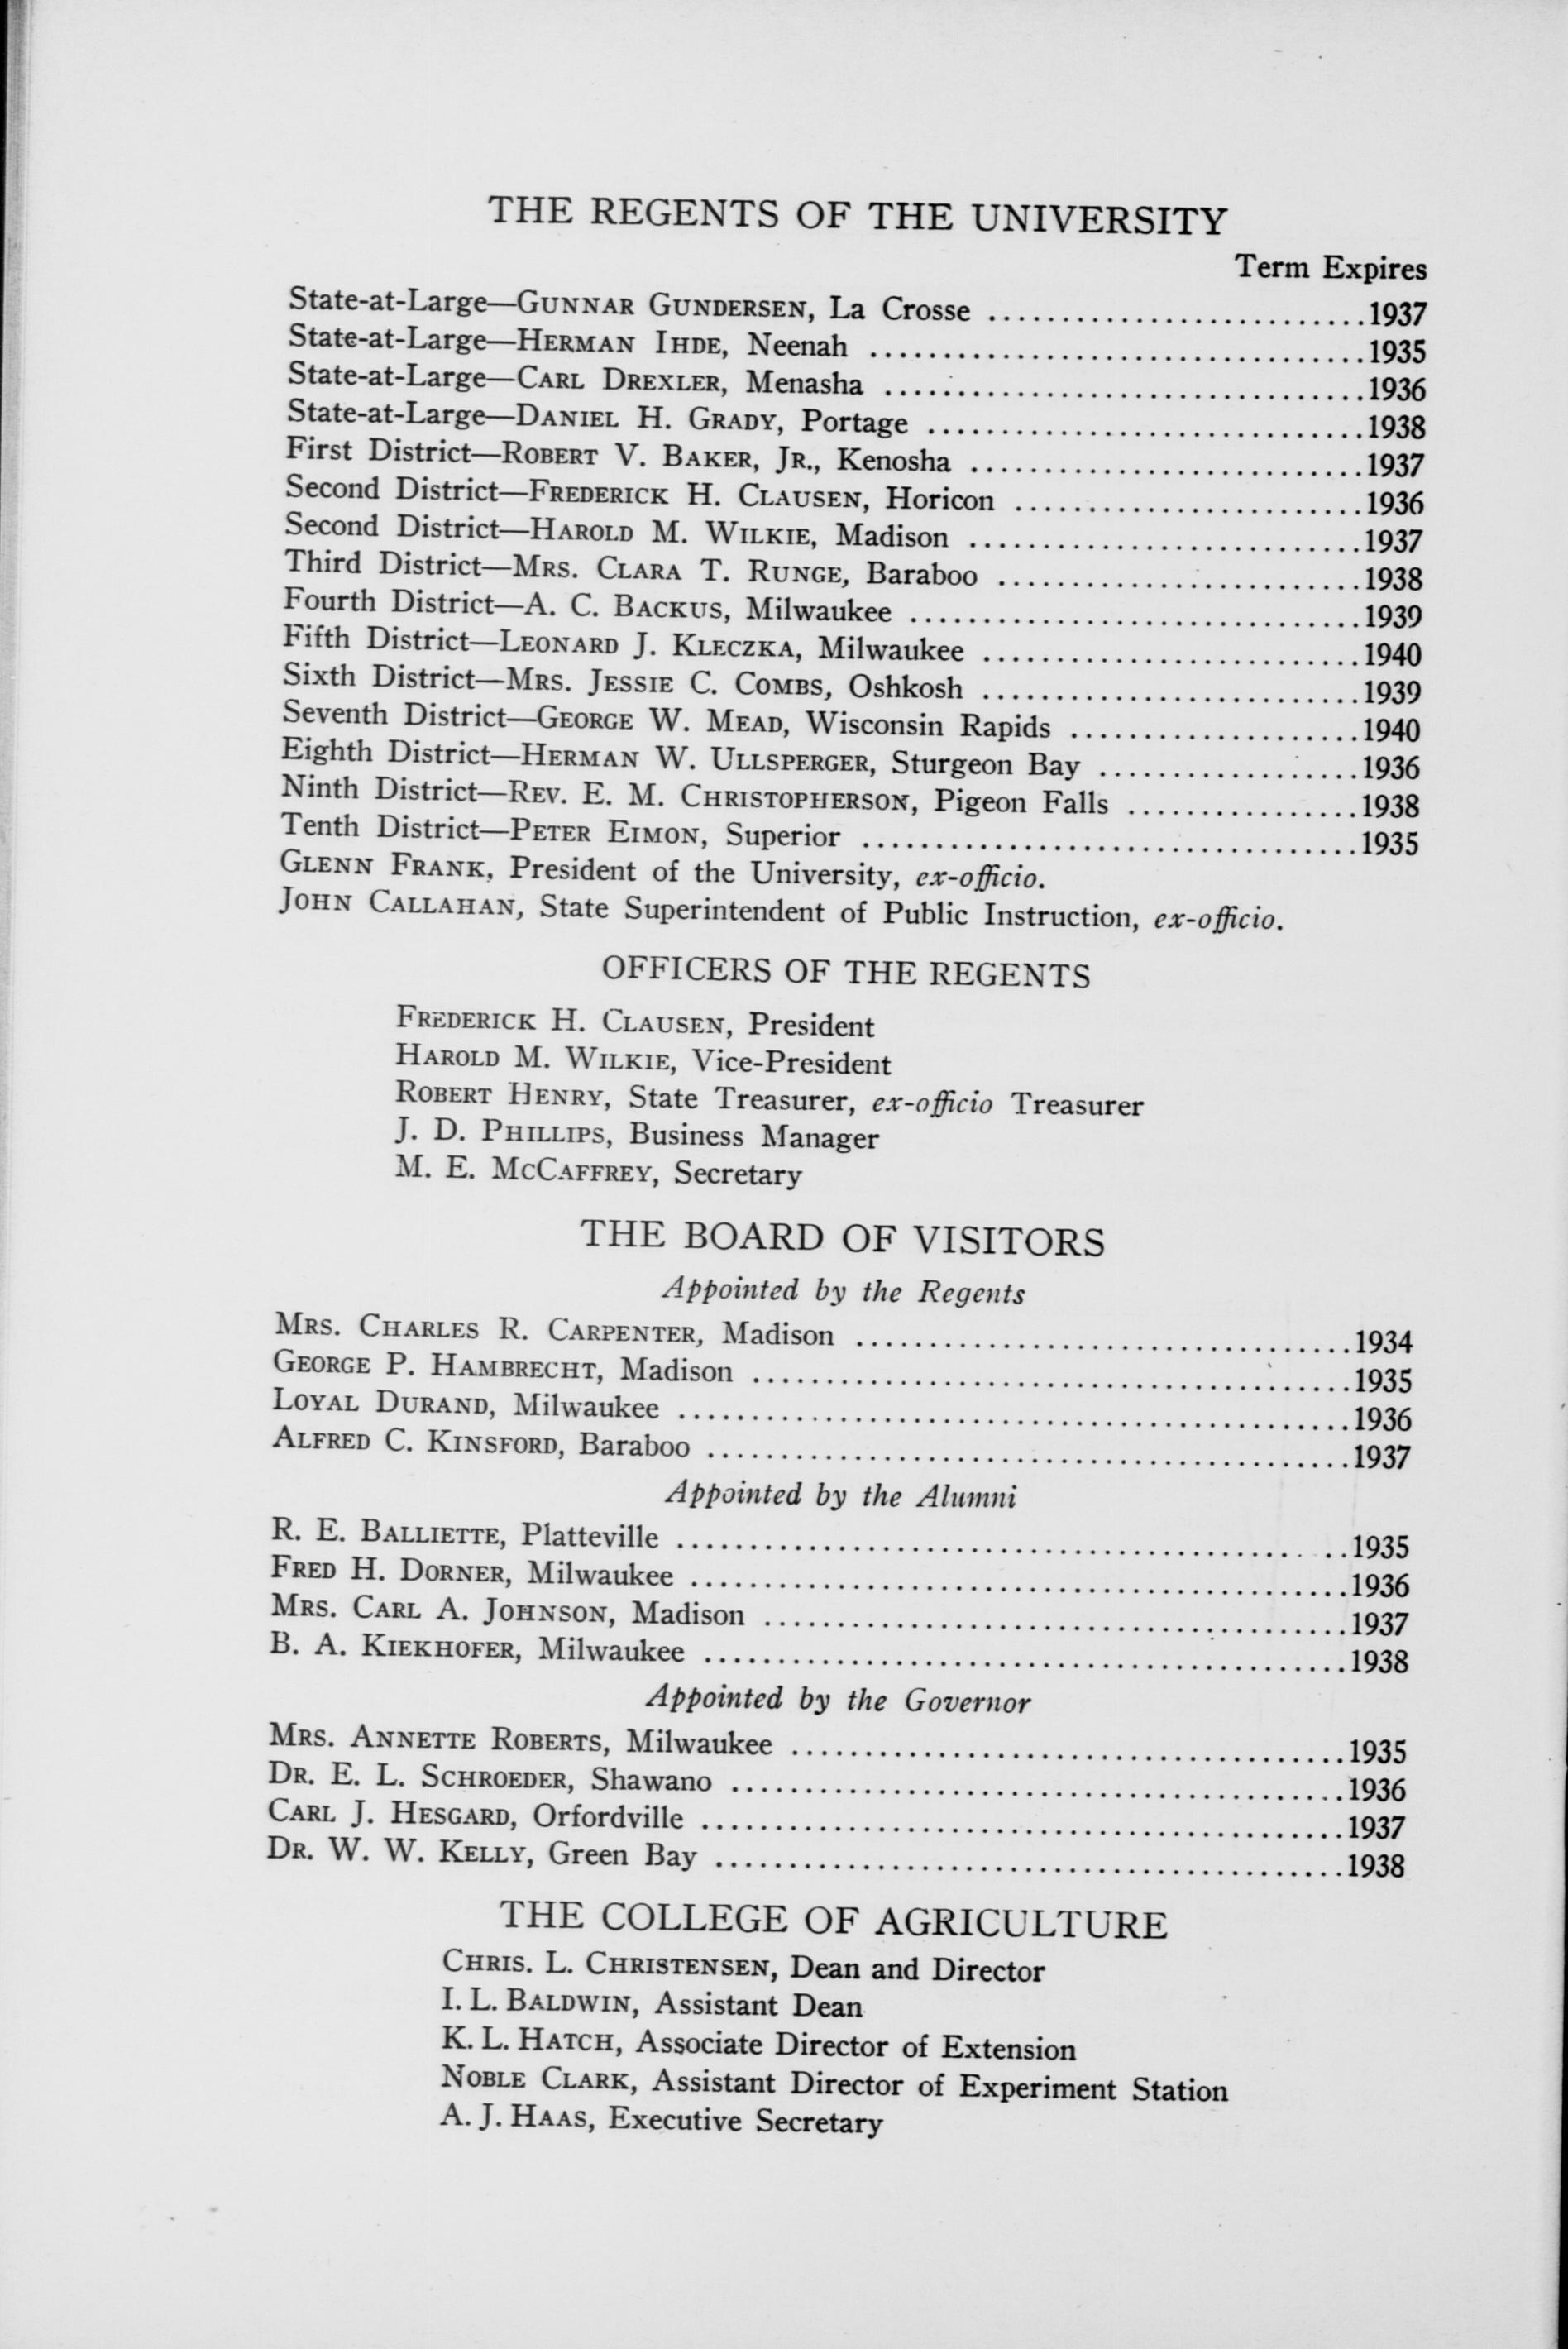 THE REGENTS OF THE UNIVERSITY
Term Expires
State-at-Large—GUNNAR GUNDERSEN, La Crosse ..........................1937
State-at-Large—HERMAN IHDE, Neenah ..................................1935
State-at-Large—CARL DREXLER, Menasha .................................1936
State-at-Large—DANIEL H. GRADY, Portage ..............................1938
First District—ROBERT V. BAKER, JR., Kenosha ...........................1937
Second District—FREDERICK H. CLAUSEN, Horicon ........................1936
Second District—HAROLD M. WILKIE, Madison ...........................1937
Third District—MRS. CLARA T. RUNGE, Baraboo .........................1938
Fourth District—A. C. BACKUS, Milwaukee ...............................1939
Fifth District—LEONARD J. KLECZKA, Milwaukee ..........................1940
Sixth District—MRS. JESSIE C. COMBS, Oshkosh ..........................1939
Seventh District—GEORGE W. MEAD, Wisconsin Rapids ....................1940
Eighth District—HERMAN W. ULLSPERGER, Sturgeon Bay ..................1936
Ninth District—REV. E. M. CHRISTOPHERSON, Pigeon Falls ................1938
Tenth District—PETER EIMON, Superior ..................................1935
GLENN FRANK, President of the University, ex-officio.
JOHN CALLAHAN, State Superintendent of Public Instruction, ex-officio.
OFFICERS OF THE REGENTS
FREDERICK H. CLAUSEN, President
HAROLD M. WILKIE, Vice-President
ROBERT HENRY, State Treasurer, ex-officio Treasurer
J. D. PHILLIPS, Business Manager
M. E. MCCAFFREY, Secretary
THE BOARD OF VISITORS
Appointed by the Regents
MRS. CHARLES R. CARPENTER, Madison ..................................1934
GEORGE P. HAMBRECHT, Madison .........................................1935
LOYAL DURAND, Milwaukee ..............................................1936
ALFRED C. KINSFORD, Baraboo ............................................1937
Appointed by the Alumni
R. E. BALLIETTE, Platteville ..............................................1935
FRED H. DORNER, Milwaukee .............................................1936
MRS. CARL A. JOHNSON, Madison ........................................1937
B. A. KIEKHOFER, Milwaukee ............................................1938
Appointed by the Governor
MRS. ANNETTE ROBERTS, Milwaukee ......................................1935
DR. E. L. SCHROEDER, Shawano ..........................................1936
CARL J. HESGARD, Orfordville ............................................1937
DR. W. W. KELLY, Green Bay ...........................................1938
THE COLLEGE OF AGRICULTURE
CHRIS. L. CHRISTENSEN, Dean and Director
I. L. BALDWIN, Assistant Dean
K. L. HATCH, Associate Director of Extension
NOBLE CLARK, Assistant Director of Experiment Station
A. J. HAAS, Executive Secretary